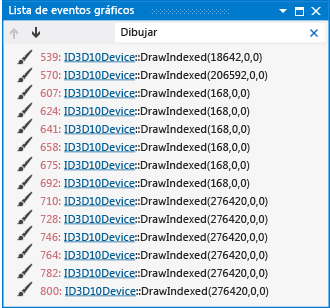 Lista de eventos gráficos
Dibujar
539: ID3D10Device::DrawIndexed(18642,0,0)
570: ID3D10Device::DrawIndexed(206592,0,0)
607: ID3D10Device::DrawIndexed(168,0,0)
624: ID3D10Device::DrawIndexed(168,0,0)
641: ID3D10Device::DrawIndexed(168,0,0)
658: ID3D10Device::DrawIndexed(168,0,0)
675: ID3D10Device::DrawIndexed(168,0,0)
692: ID3D10Device::DrawIndexed(168,0,0)
710: ID3D10Device::DrawIndexed(276420,0,0)
728: ID3D10Device::DrawIndexed(276420,0,0)
746: ID3D10Device::DrawIndexed(276420,0,0)
764: ID3D10Device::DrawIndexed(276420,0,0)
782: ID3D10Device::DrawIndexed(276420,0,0)
800: ID3D10Device::DrawIndexed(276420,0,0)